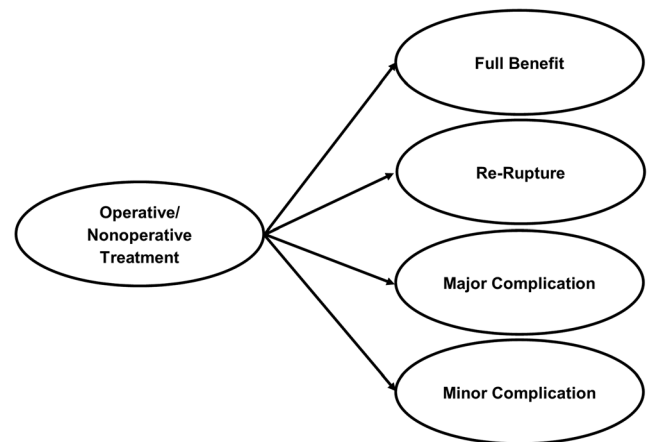 Full Benefit
Re-Rupture
Operative/
Nonoperative
Treatment
Major Complication
Minor Complication